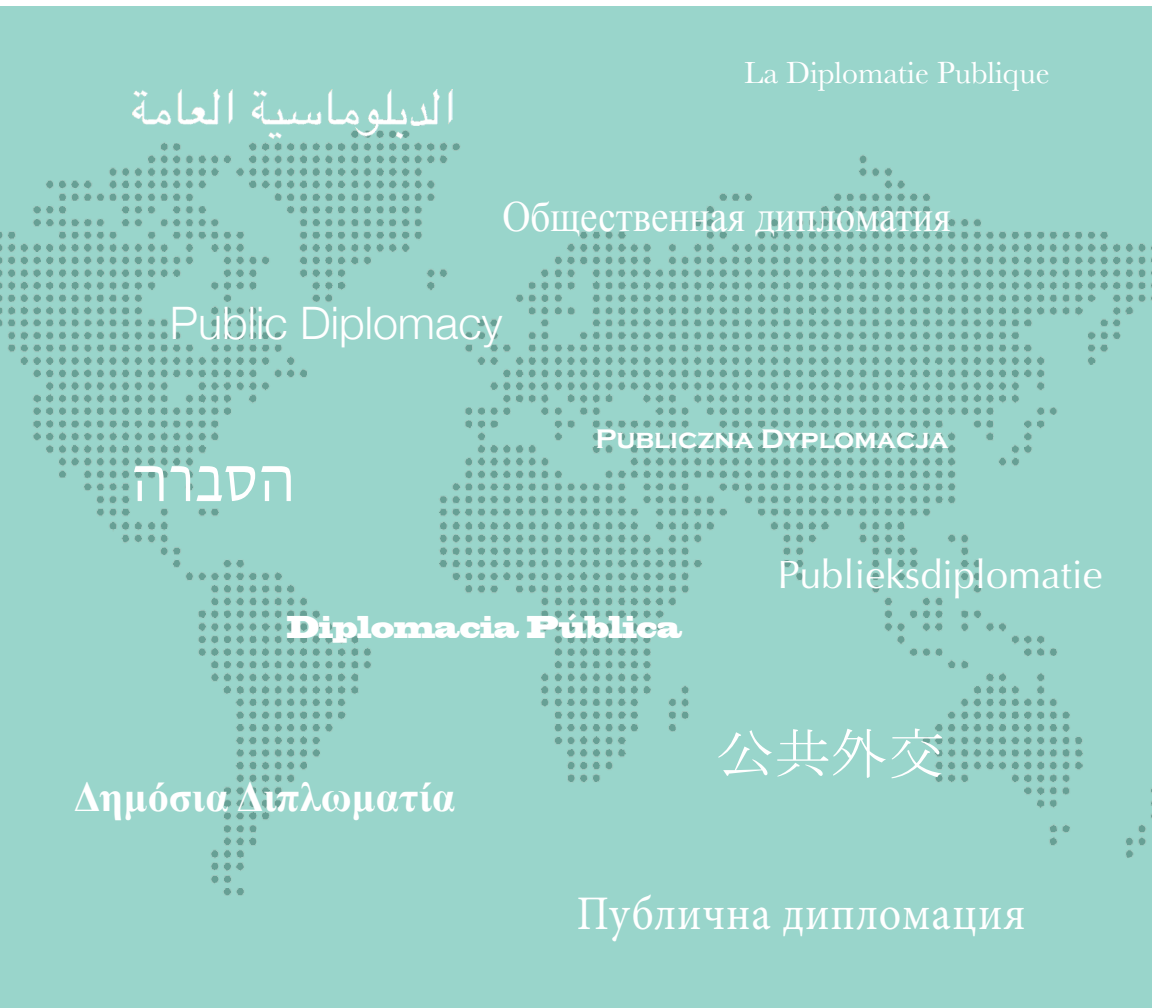 La Diplomatie Publique
الدبلوماسية العامة
Общественная дипломатия
Public Diplomacy
Publiczna Dyplomacja
הסברה
Publieksdiplomatie
Diplomacia Pública
公共外交
Δημόσια Διπλωματία
Публична дипломация